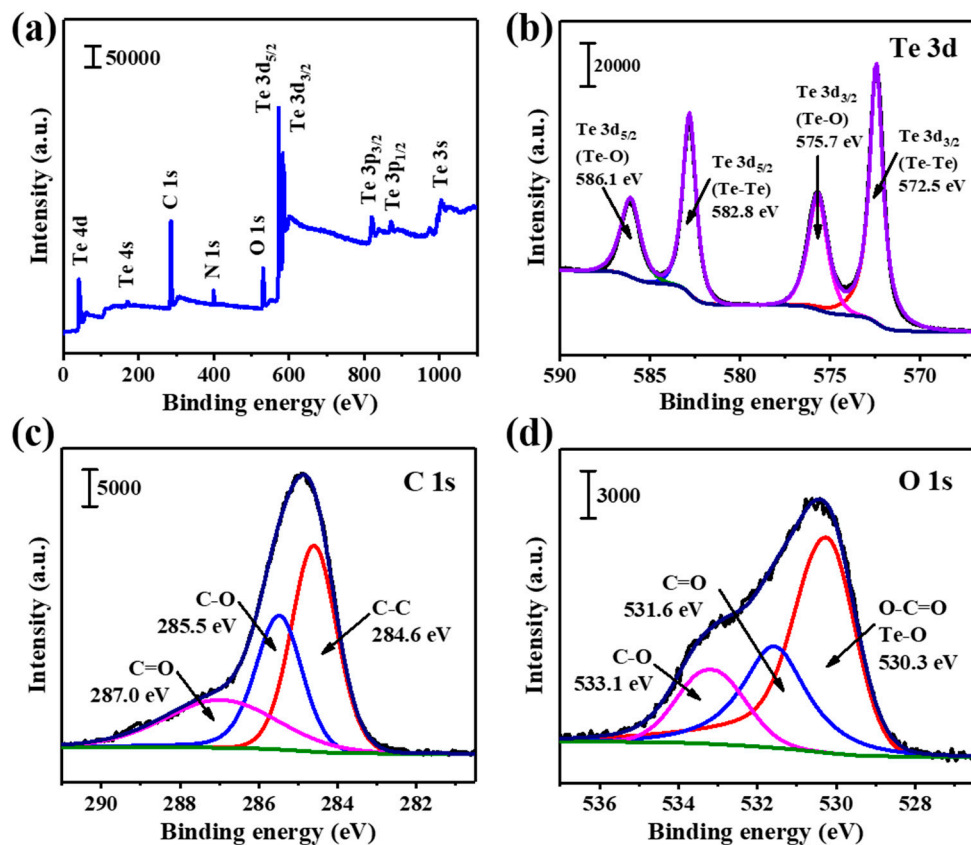 (a)
50000
Te 4d
Te 4s
C 1s
N 1s
O 1s
Te 3d5/2
Te 3d3/2
Te 3p3/2
Te 3p1/2
Te 3s
Intensity (a.u.)
0 200 400 600 800 1000
Binding energy (eV)
(b)
Te 3d
20000
Te 3d5/2
(Te-O)
586.1 eV
Te 3d5/2
(Te-Te)
582.8 eV
Te 3d3/2
(Te-O)
575.7 eV
Te 3d3/2
(Te-Te)
572.5 eV
Intensity (a.u.)
590 585 580 575 570
Binding energy (eV)
(c)
5000
C 1s
C-O
285.5 eV
C=O
287.0 eV
C-C
284.6 eV
Intensity (a.u.)
290 288 286 284 282
Binding energy (eV)
(d)
3000
O 1s
C=O
531.6 eV
C-O
533.1 eV
O-C=O
Te-O
530.3 eV
Intensity (a.u.)
536 534 532 530 528
Binding energy (eV)